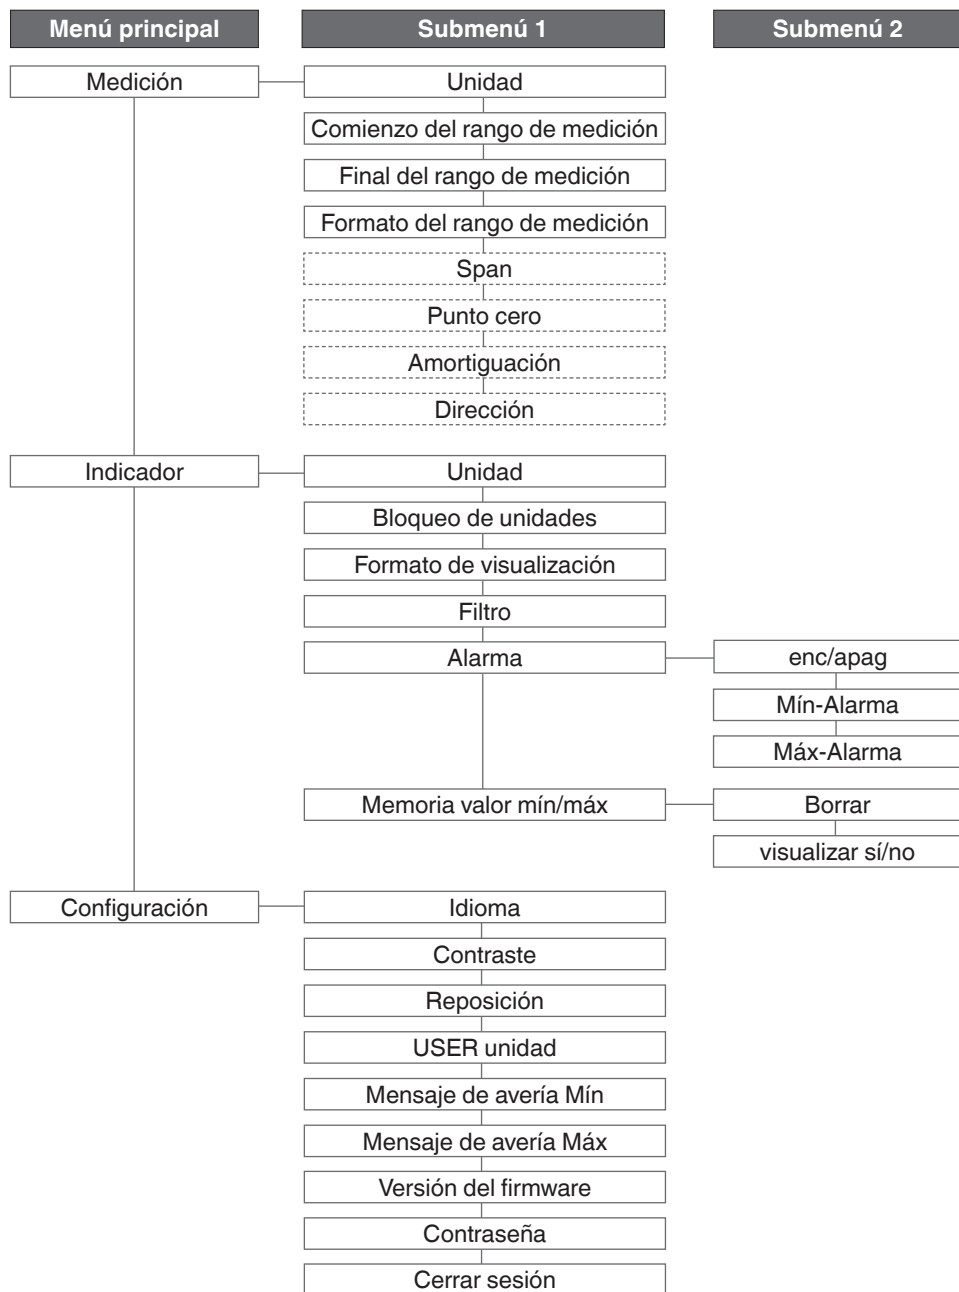 Menú principal Submenú 1 Submenú 2
Medición Unidad
Comienzo del rango de medición
Final del rango de medición
Formato del rango de medición
Span
Punto cero
Amortiguación
Dirección
Indicador Unidad
Bloqueo de unidades
Formato de visualización
Filtro
Alarma enc/apag
Mín-Alarma
Máx-Alarma
Memoria valor mín/máx Borrar
visualizar sí/no
Configuración Idioma
Contraste
Reposición
USER unidad
Mensaje de avería Mín
Mensaje de avería Máx
Versión del firmware
Contraseña
Cerrar sesión